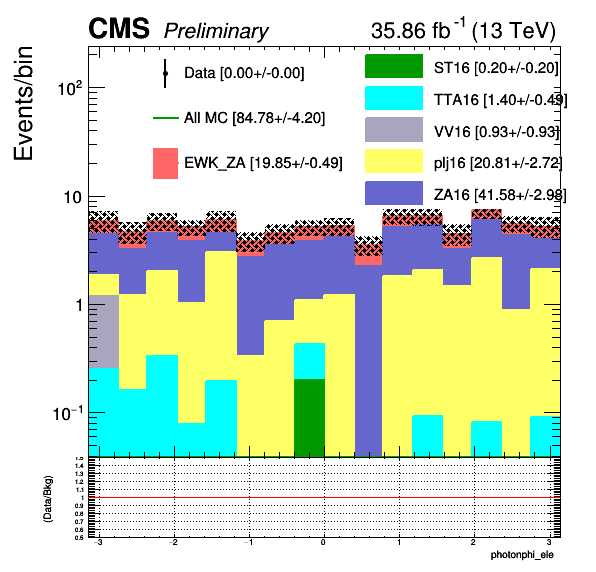 CMS Preliminary 35.86 fb⁻¹ (13 TeV)
Events/bin
10²
10
1
10⁻¹
Data [0.00+/-0.00]
All MC [84.78+/-4.20]
EWK_ZA [19.85+/-0.49]
ST16 [0.20+/-0.20]
TTA16 [1.40+/-0.49]
VV16 [0.93+/-0.93]
plj16 [20.81+/-2.72]
ZA16 [41.58+/-2.98]
(Data/Bkg)
1.5
1.4
1.3
1.2
1.1
1
0.9
0.8
0.7
0.6
0.5
−3 −2 −1 0 1 2 3
photonphi_ele